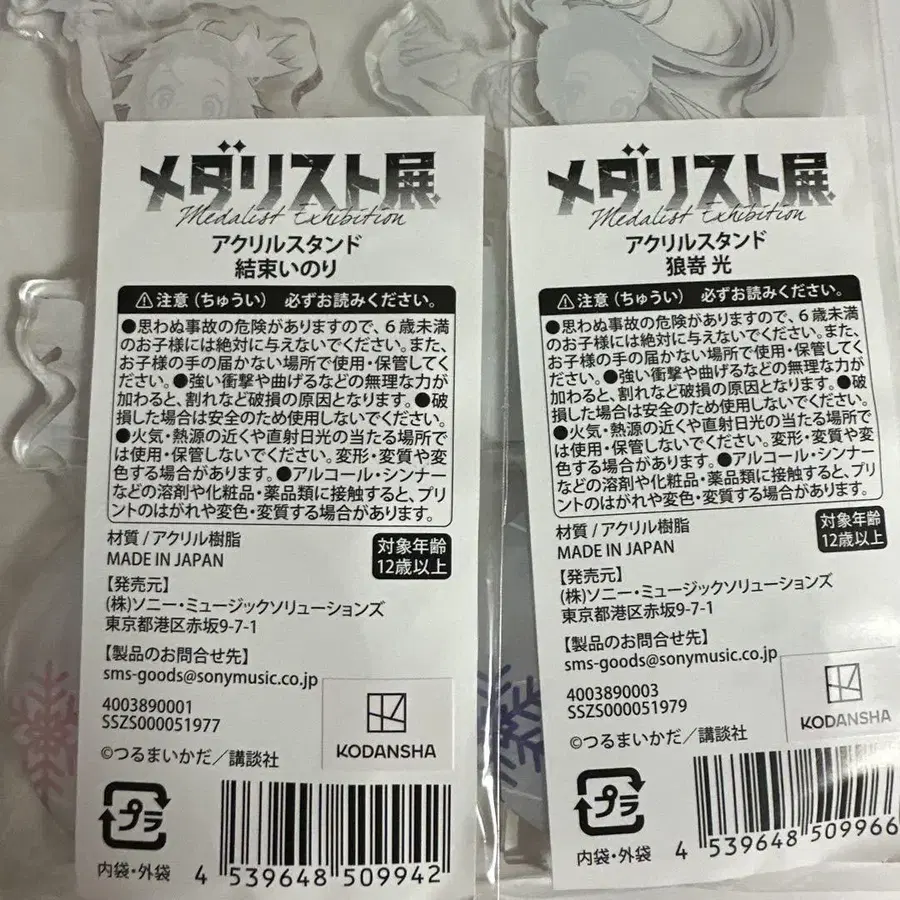 メダリスト展
Medalist Exhibition
アクリルスタンド
結束いのり
⚠注意（ちゅうい） 必ずお読みください。
●思わぬ事故の危険がありますので、6歳未満
のお子様には絶対に与えないでください。また、
お子様の手の届かない場所で使用・保管してく
ださい。●強い衝撃や曲げるなどの無理な力が
加わると、割れなど破損の原因となります。●破
損した場合は安全のため使用しないでください。
●火気・熱源の近くや直射日光の当たる場所で
は使用・保管しないでください。変形・変質や変
色する場合があります。●アルコール・シンナー
などの溶剤や化粧品・薬品類に接触すると、プリ
ントのはがれや変色・変質する場合があります。
材質/アクリル樹脂
MADE IN JAPAN
対象年齢
12歳以上
【発売元】
(株)ソニー・ミュージックソリューションズ
東京都港区赤坂9-7-1
【製品のお問合せ先】
sms-goods@sonymusic.co.jp
4003890001
SSZS000051977
©つるまいかだ／講談社
KODANSHA
プラ
内袋・外袋
4 539648 509942
メダリスト展
Medalist Exhibition
アクリルスタンド
狼嵜 光
⚠注意（ちゅうい） 必ずお読みください。
●思わぬ事故の危険がありますので、6歳未満
のお子様には絶対に与えないでください。また、
お子様の手の届かない場所で使用・保管してく
ださい。●強い衝撃や曲げるなどの無理な力が
加わると、割れなど破損の原因となります。●破
損した場合は安全のため使用しないでください。
●火気・熱源の近くや直射日光の当たる場所で
は使用・保管しないでください。変形・変質や変
色する場合があります。●アルコール・シンナー
などの溶剤や化粧品・薬品類に接触すると、プリ
ントのはがれや変色・変質する場合があります。
材質/アクリル樹脂
MADE IN JAPAN
対象年齢
12歳以上
【発売元】
(株)ソニー・ミュージックソリューションズ
東京都港区赤坂9-7-1
【製品のお問合せ先】
sms-goods@sonymusic.co.jp
4003890003
SSZS000051979
©つるまいかだ／講談社
KODANSHA
プラ
内袋・外袋
4 539648 509966